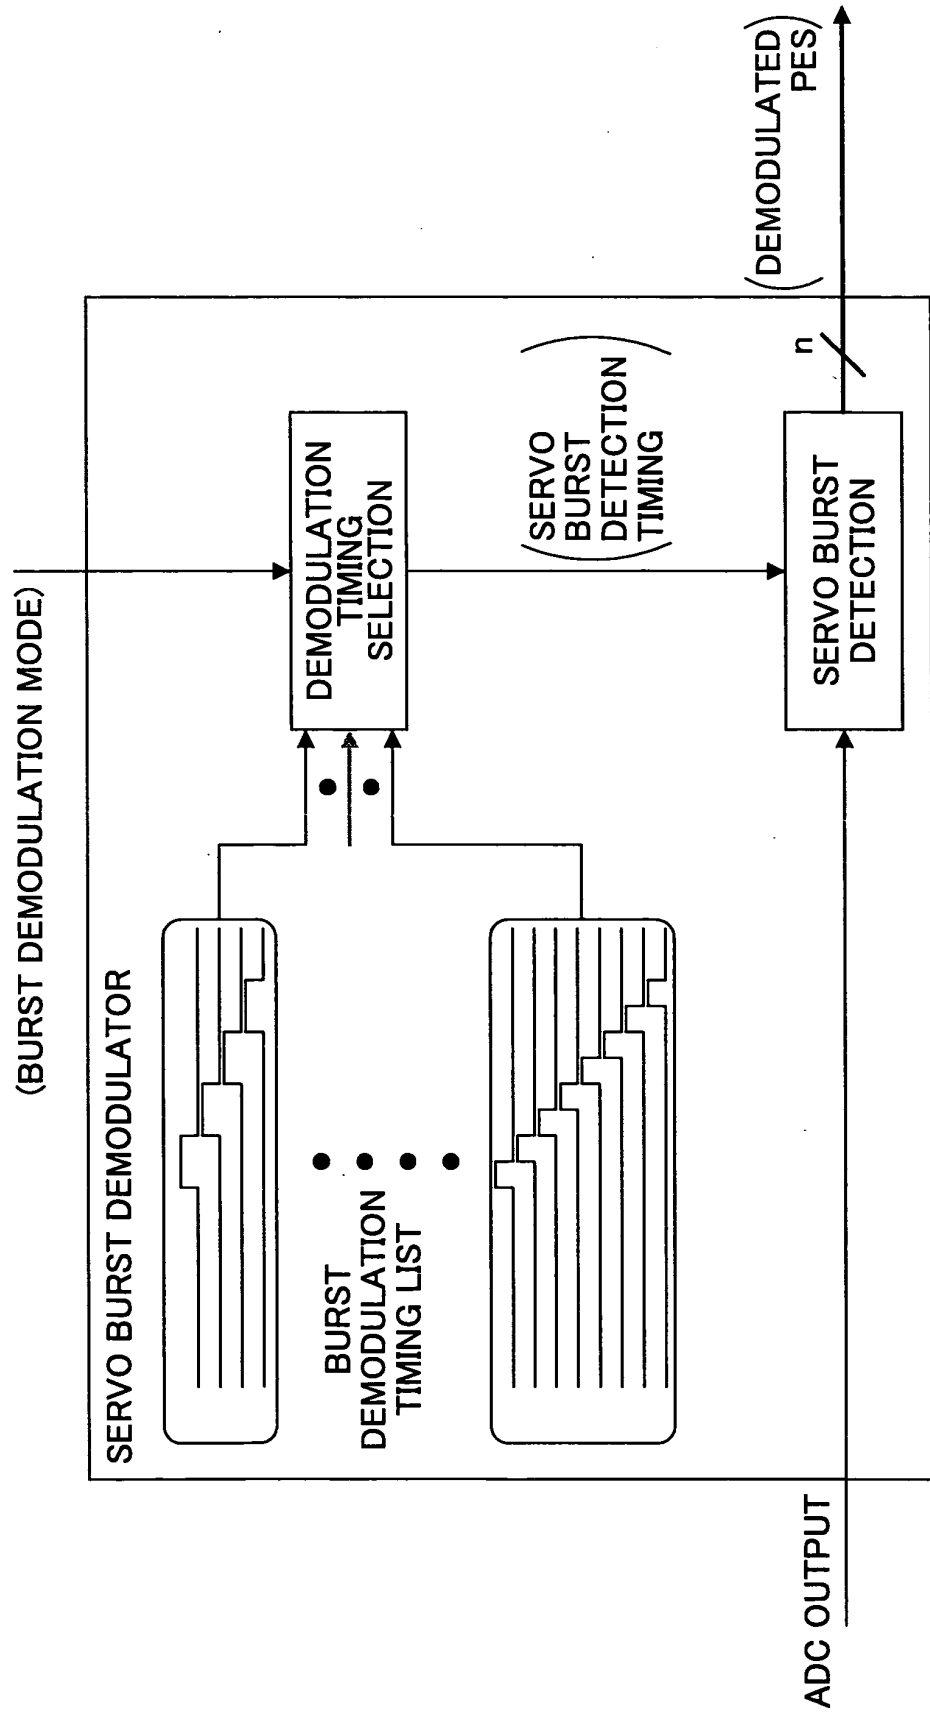 (BURST DEMODULATION MODE)
SERVO BURST DEMODULATOR
DEMODULATION
TIMING
SELECTION
BURST
DEMODULATION
TIMING LIST
(SERVO
BURST
DETECTION
TIMING)
ADC OUTPUT
SERVO BURST
DETECTION
n
(DEMODULATED
PES)